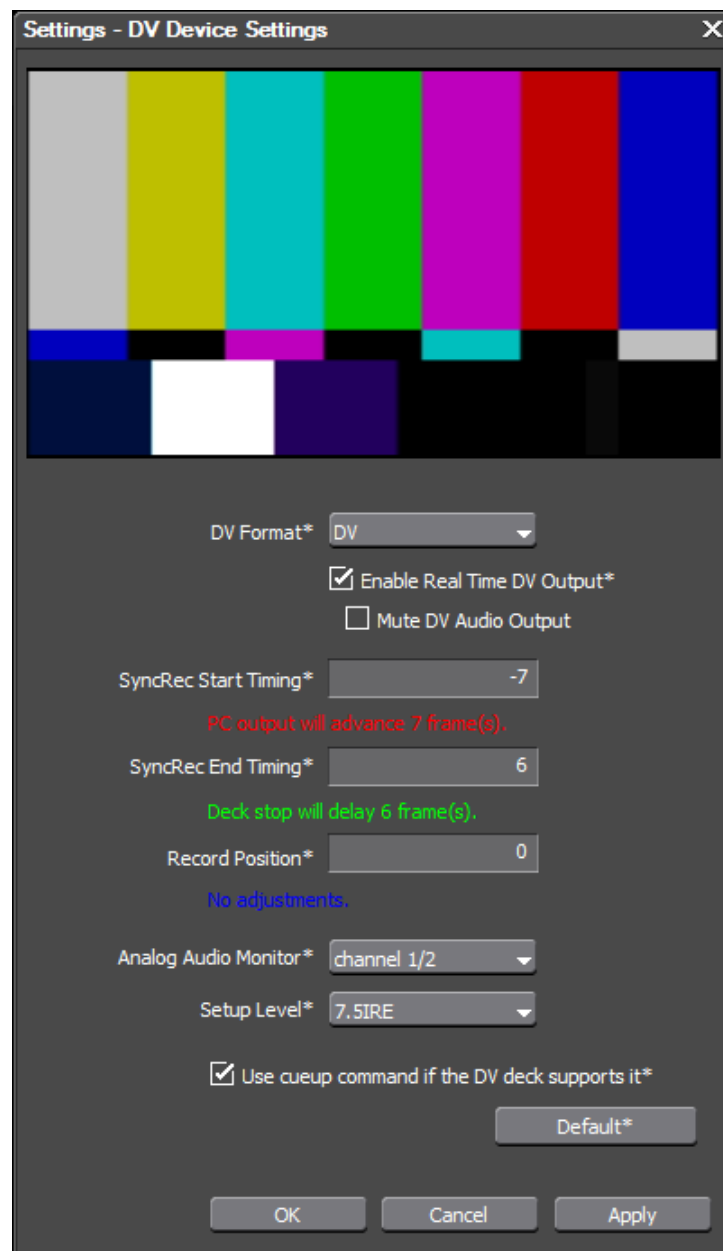 Settings - DV Device Settings
DV Format* DV
Enable Real Time DV Output*
Mute DV Audio Output
SyncRec Start Timing* -7
PC output will advance 7 frame(s).
SyncRec End Timing* 6
Deck stop will delay 6 frame(s).
Record Position* 0
No adjustments.
Analog Audio Monitor* channel 1/2
Setup Level* 7.5IRE
Use cueup command if the DV deck supports it*
Default*
OK Cancel Apply